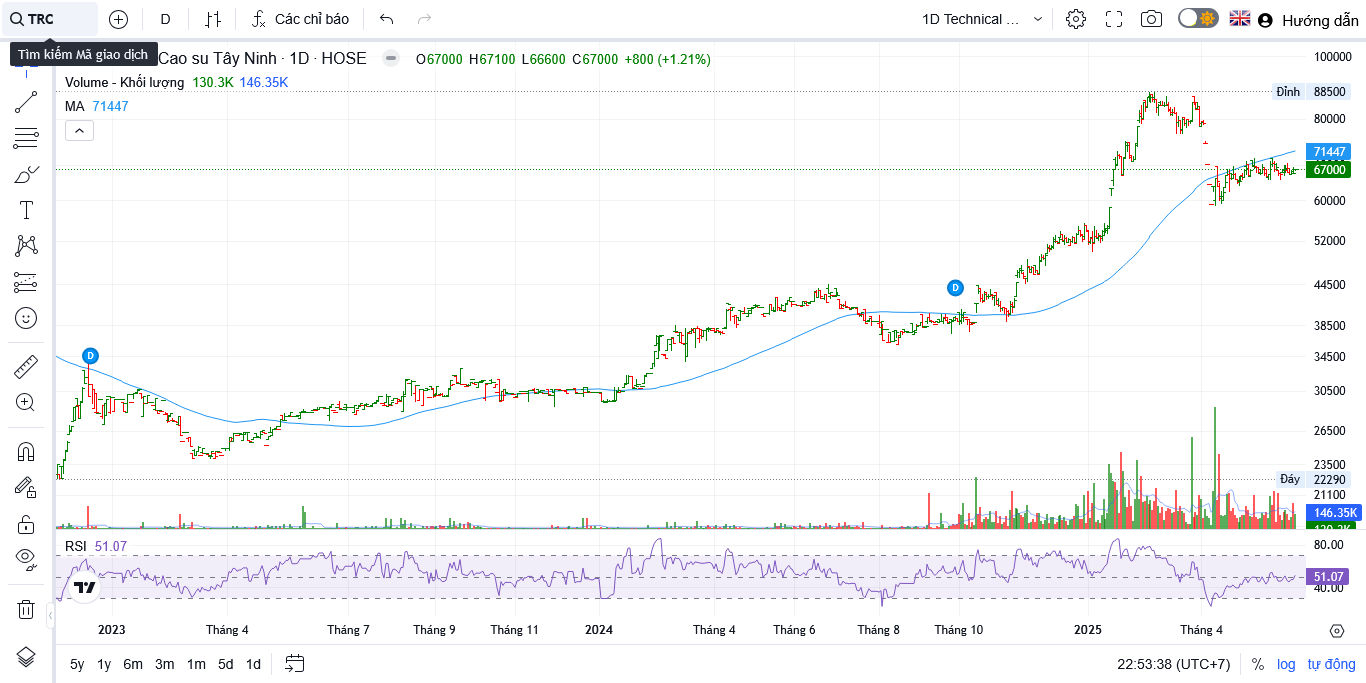 TRC D Các chỉ báo 1D Technical ... Hướng dẫn
Tìm kiếm Mã giao dịch
Cao su Tây Ninh · 1D · HOSE O67000 H67100 L66600 C67000 +800 (+1.21%)
Volume - Khối lượng 130.3K 146.35K
MA 71447
100000
Đỉnh 88500
80000
71447
67000
60000
52000
44500
38500
34500
30500
26500
23500
Đáy 22290
21100
146.35K
D
D
T
RSI 51.07
80.00
51.07
40.00
2023 Tháng 4 Tháng 7 Tháng 9 Tháng 11 2024 Tháng 4 Tháng 6 Tháng 8 Tháng 10 2025 Tháng 4
5y 1y 6m 3m 1m 5d 1d 22:53:38 (UTC+7) % log tự động